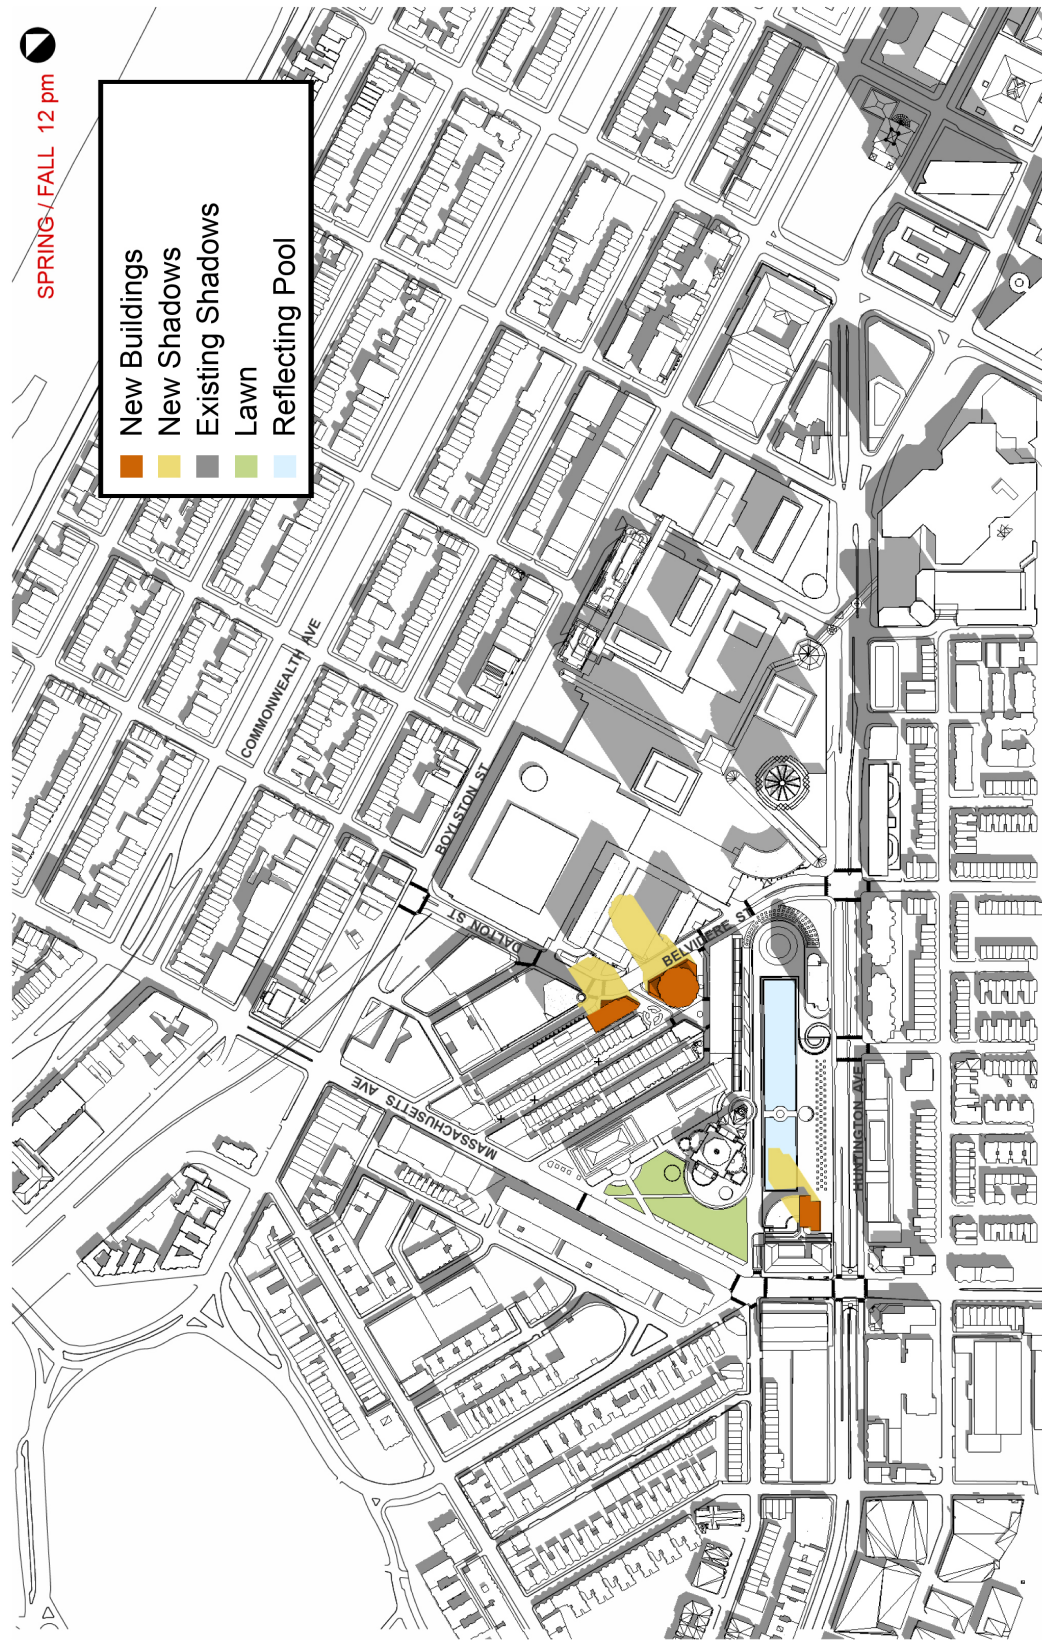 SPRING / FALL 12 pm
New Buildings
New Shadows
Existing Shadows
Lawn
Reflecting Pool
COMMONWEALTH AVE
BOYLSTON ST
DALTON ST
BELVIDERE ST
MASSACHUSETTS AVE
HUNTINGTON AVE